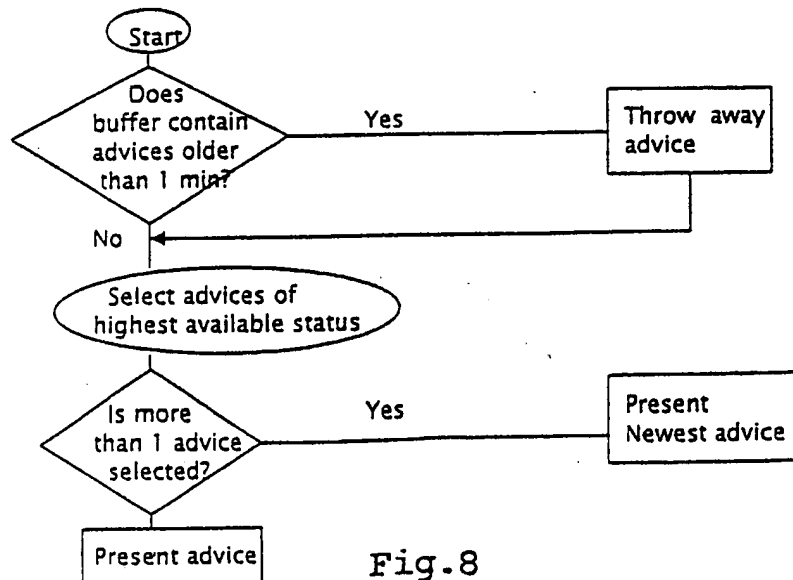 Start
Does
buffer contain
advices older
than 1 min?
Yes
Throw away
advice
No
Select advices of
highest available status
Is more
than 1 advice
selected?
Yes
Present
Newest advice
Present advice
Fig.8